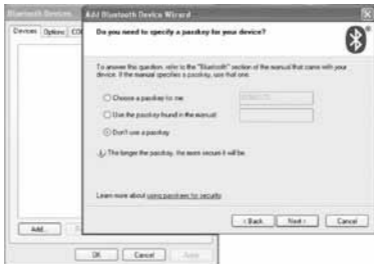 Bluetooth Devices
Add Bluetooth Device Wizard
Devices Options
Do you need to specify a passkey for your device?
To answer this question, refer to the "Bluetooth" section of the manual that came with your
device. If the manual specifies a passkey, use that one.
Choose a passkey for me
Use the passkey found in the manual:
Don't use a passkey
The longer the passkey, the more secure it will be.
Learn more about using passkeys for security.
Add...
< Back Next > Cancel
OK Cancel Apply